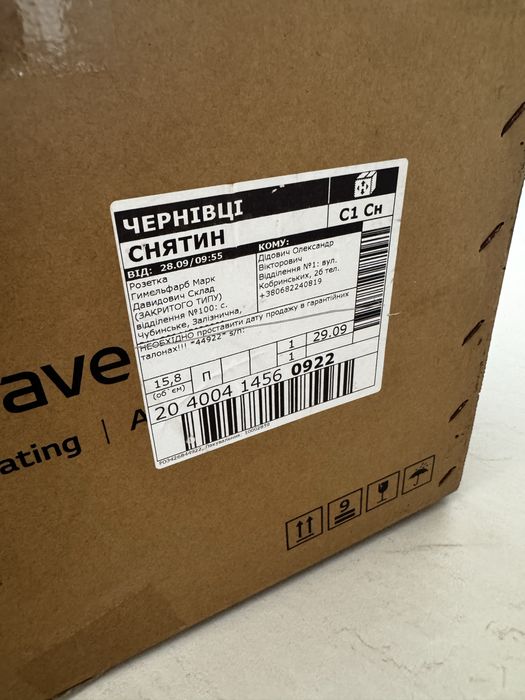 ЧЕРНІВЦІ
СНЯТИН
С1 Сн
ВІД: 28.09/09:55
Розетка
Гимельфарб Марк
Давидович Склад
(ЗАКРИТОГО ТИПУ)
відділення №100: с.
Чубинське, Залізнична,
КОМУ:
Дідович Олександр
Вікторович
Відділення №1: вул.
Кобринських, 2б тел.
+380682240819
НЕОБХІДНО проставити дату продажу в гарантійних
талонах!!! "44922" s/n:
15,8
(об`єм)
П
1
1
29.09
20 4004 1456 0922
ave
ating | A
9